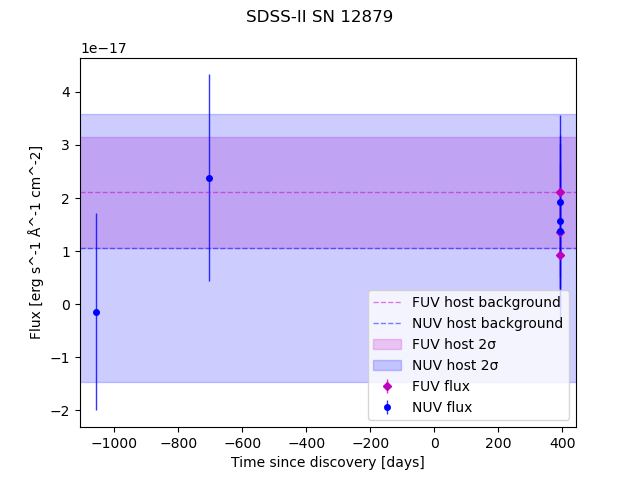 SDSS-II SN 12879
1e−17
4
3
2
1
0
−1
−2
Flux [erg s^-1 Å^-1 cm^-2]
FUV host background
NUV host background
FUV host 2σ
NUV host 2σ
FUV flux
NUV flux
−1000 −800 −600 −400 −200 0 200 400
Time since discovery [days]